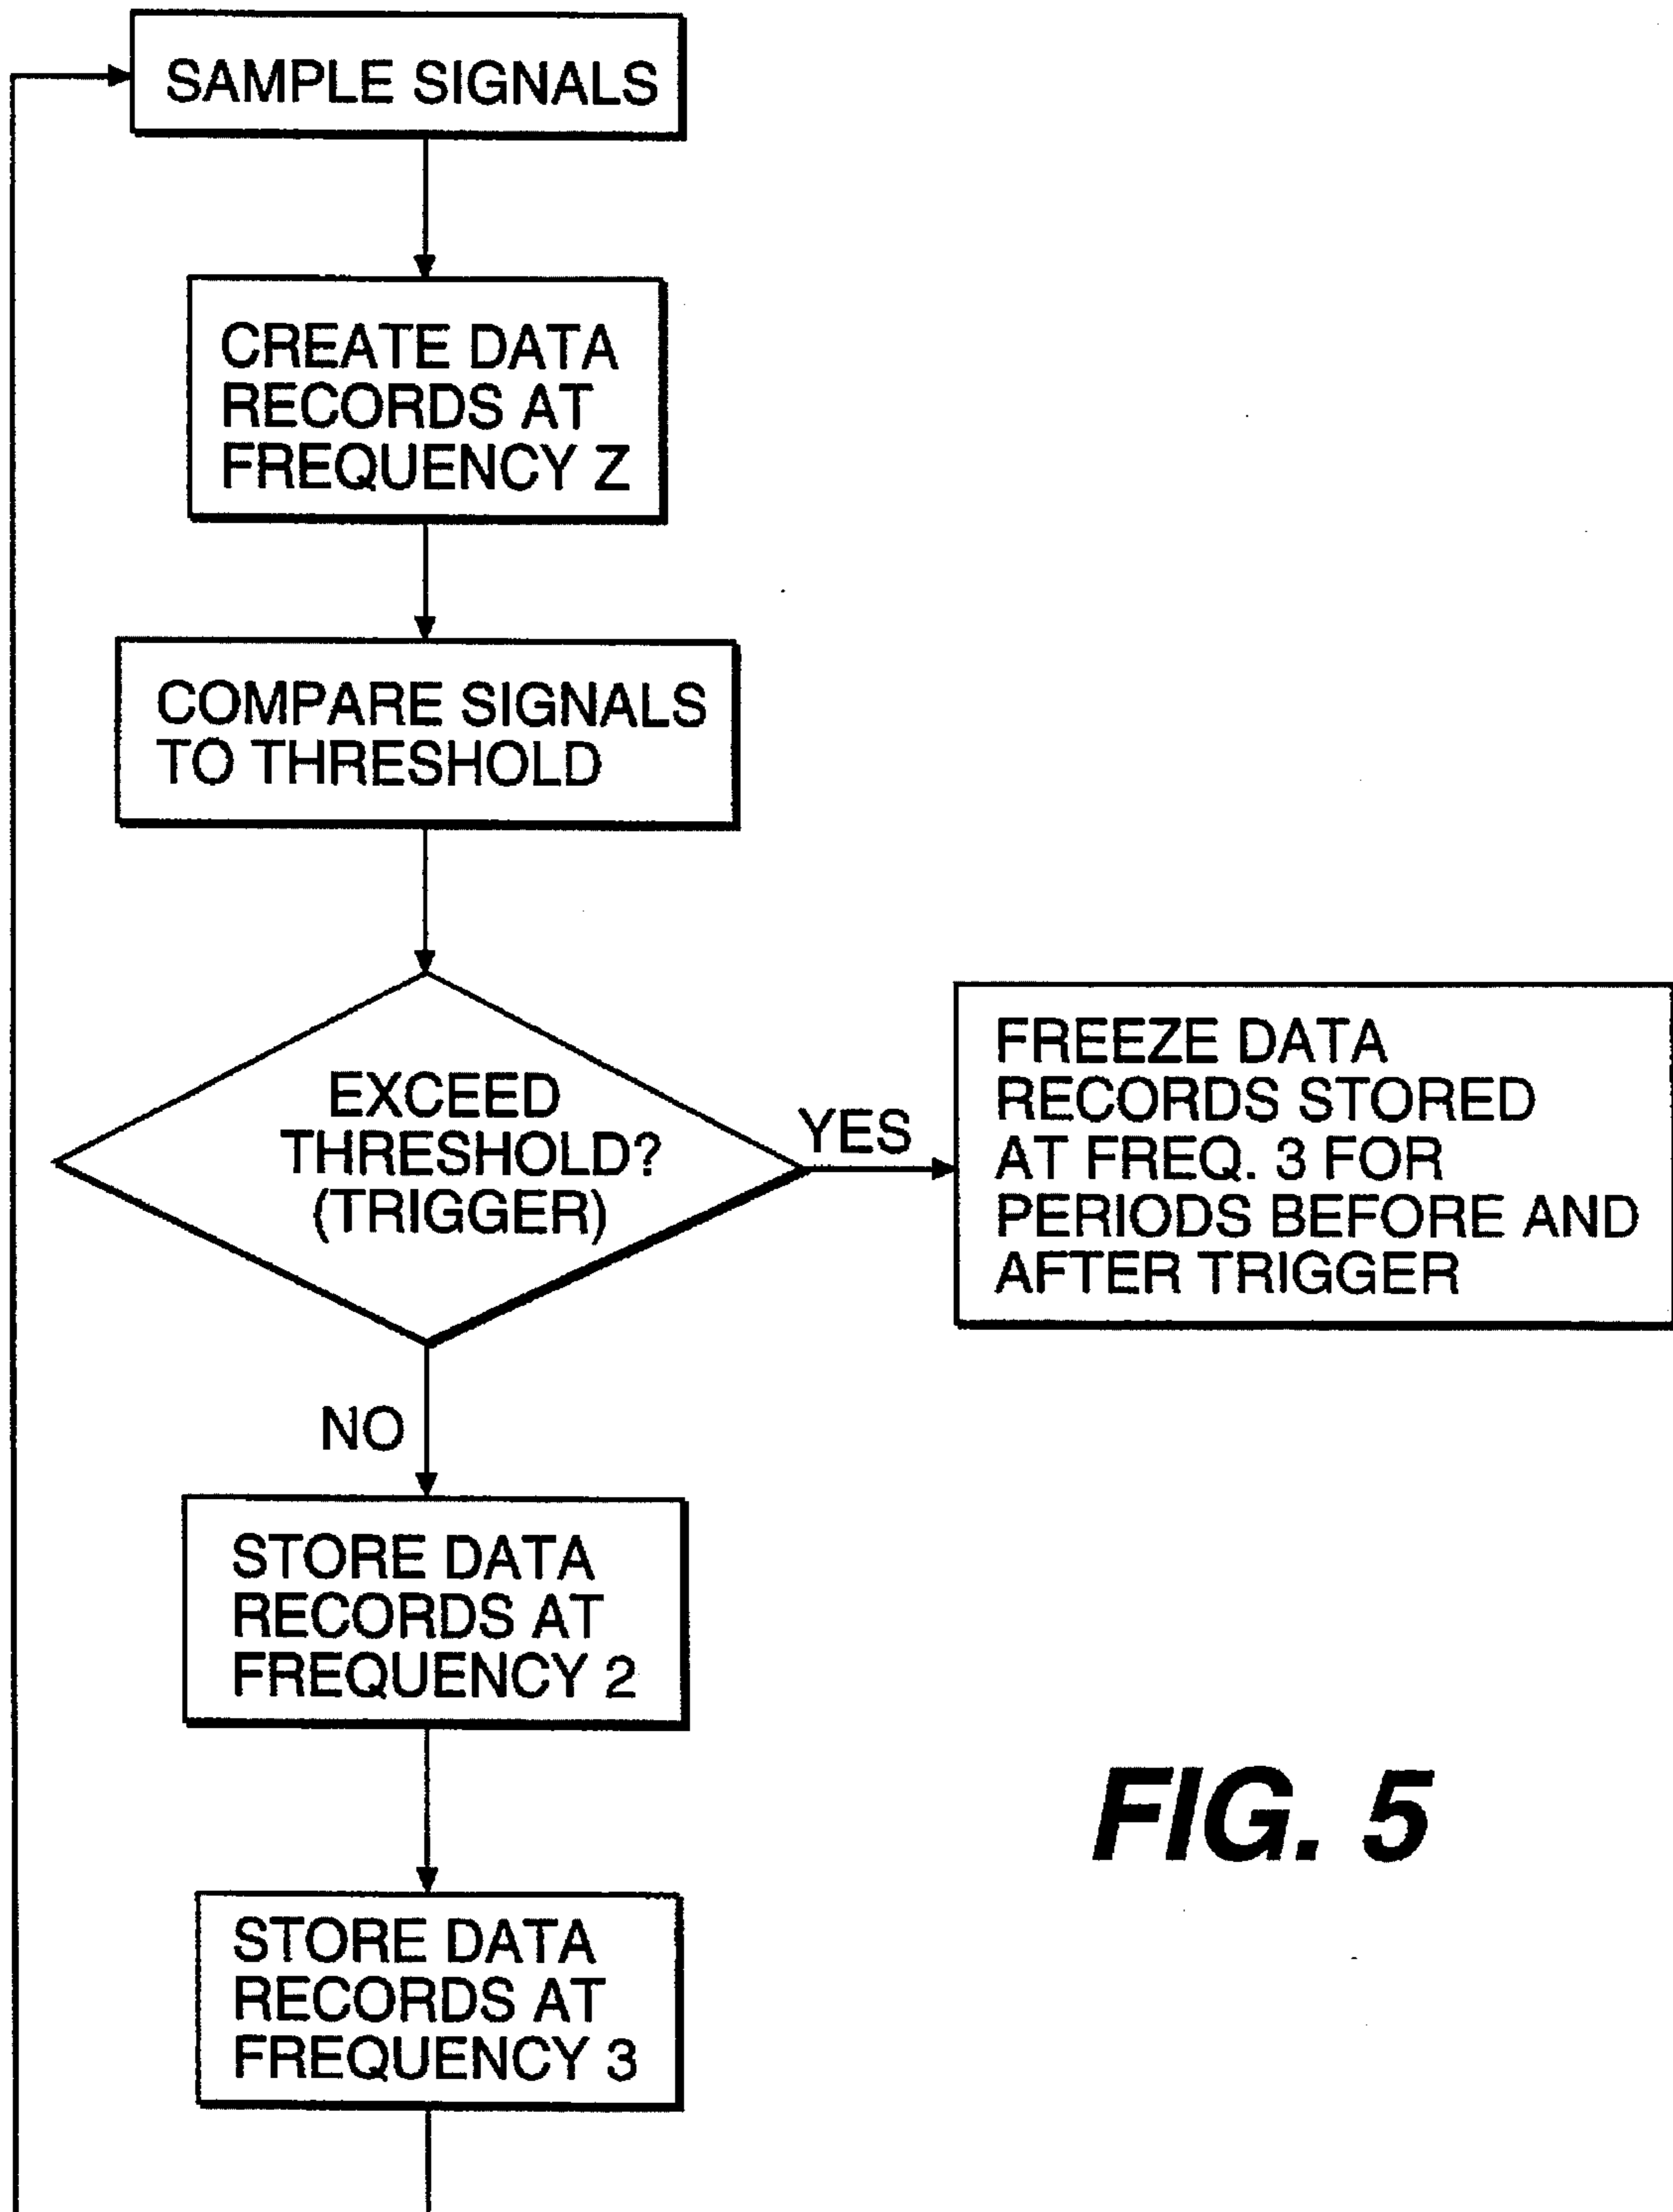 SAMPLE SIGNALS
CREATE DATA
RECORDS AT
FREQUENCY Z
COMPARE SIGNALS
TO THRESHOLD
EXCEED
THRESHOLD?
(TRIGGER)
YES
FREEZE DATA
RECORDS STORED
AT FREQ. 3 FOR
PERIODS BEFORE AND
AFTER TRIGGER
NO
STORE DATA
RECORDS AT
FREQUENCY 2
STORE DATA
RECORDS AT
FREQUENCY 3
FIG. 5